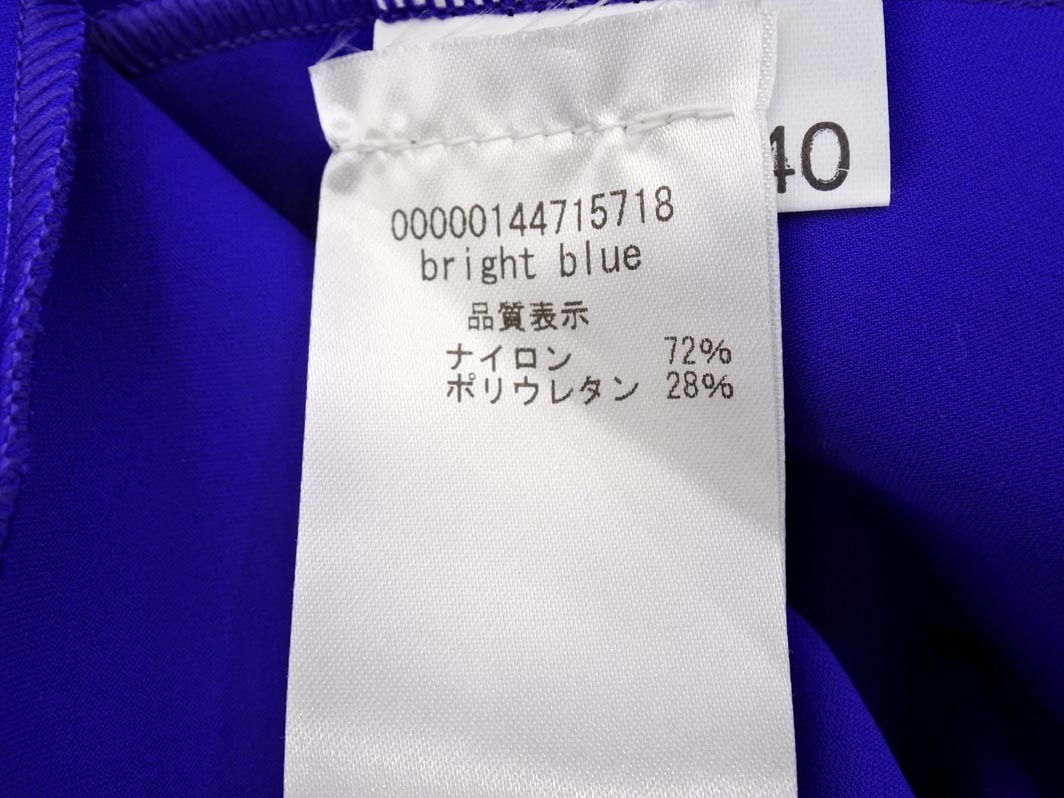 40
00000144715718
bright blue
品質表示
ナイロン 72%
ポリウレタン 28%